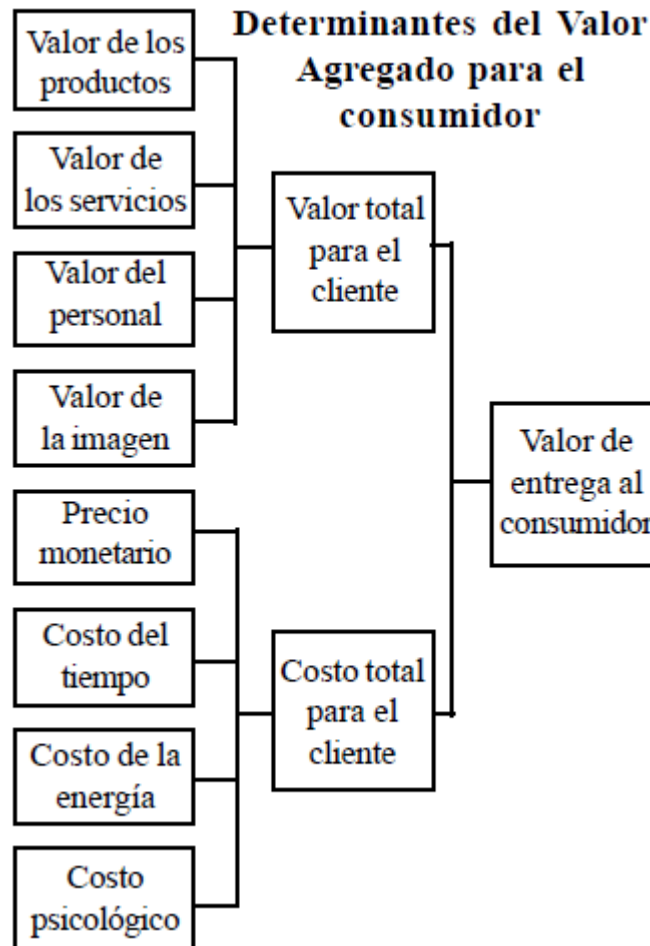 Determinantes del Valor
Agregado para el
consumidor
Valor de los
productos
Valor de
los servicios
Valor del
personal
Valor de
la imagen
Valor total
para el
cliente
Precio
monetario
Costo del
tiempo
Costo de la
energía
Costo
psicológico
Costo total
para el
cliente
Valor de
entrega al
consumidor